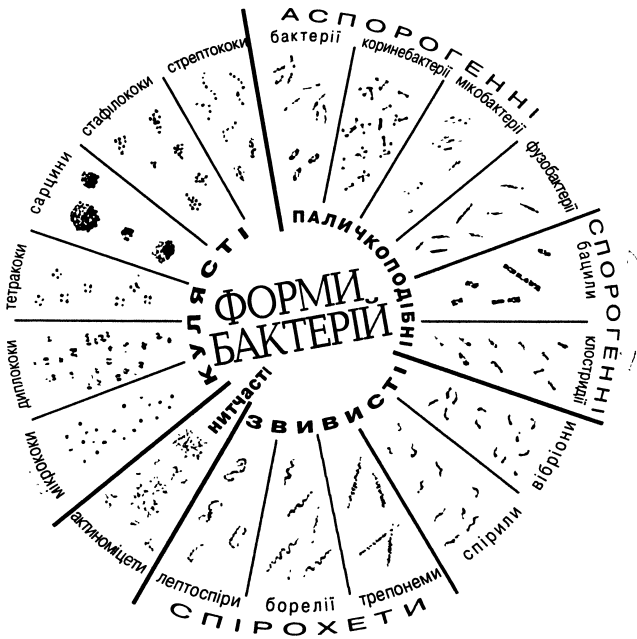 АСПОРОГЕННІ
бактерії
коринебактерії
мікобактерії
фузобактерії
СПОРОГЕННІ
бацили
клостридії
вібріони
спірили
СПІРОХЕТИ
трепонеми
борелії
лептоспіри
актиноміцети
мікрококи
диплококи
тетракоки
сарцини
стафілококи
стрептококи
КУЛЯСТІ
ПАЛИЧКОПОДІБНІ
ЗВИВИСТІ
НИТЧАСТІ
ФОРМИ
БАКТЕРІЙ